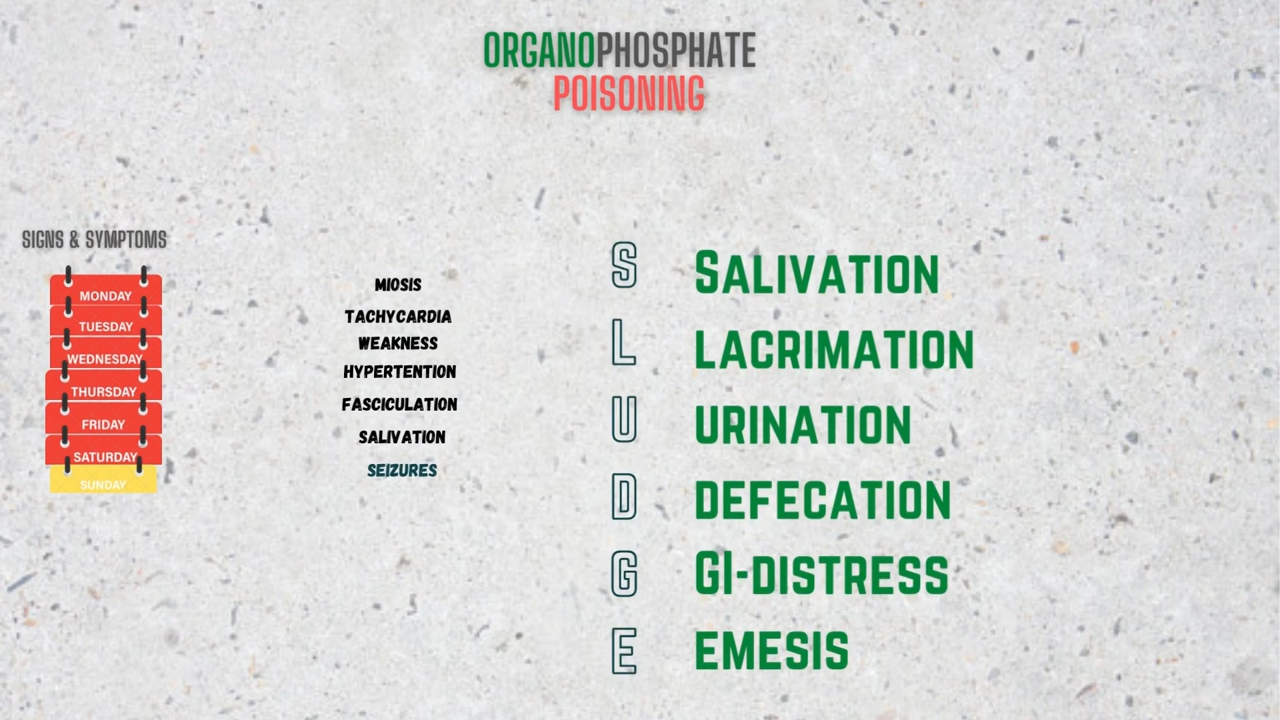 ORGANOPHOSPHATE
POISONING
SIGNS & SYMPTOMS
MONDAY
TUESDAY
WEDNESDAY
THURSDAY
FRIDAY
SATURDAY
SUNDAY
MIOSIS
TACHYCARDIA
WEAKNESS
HYPERTENTION
FASCICULATION
SALIVATION
SEIZURES
S SALIVATION
L LACRIMATION
U URINATION
D DEFECATION
G GI-DISTRESS
E EMESIS